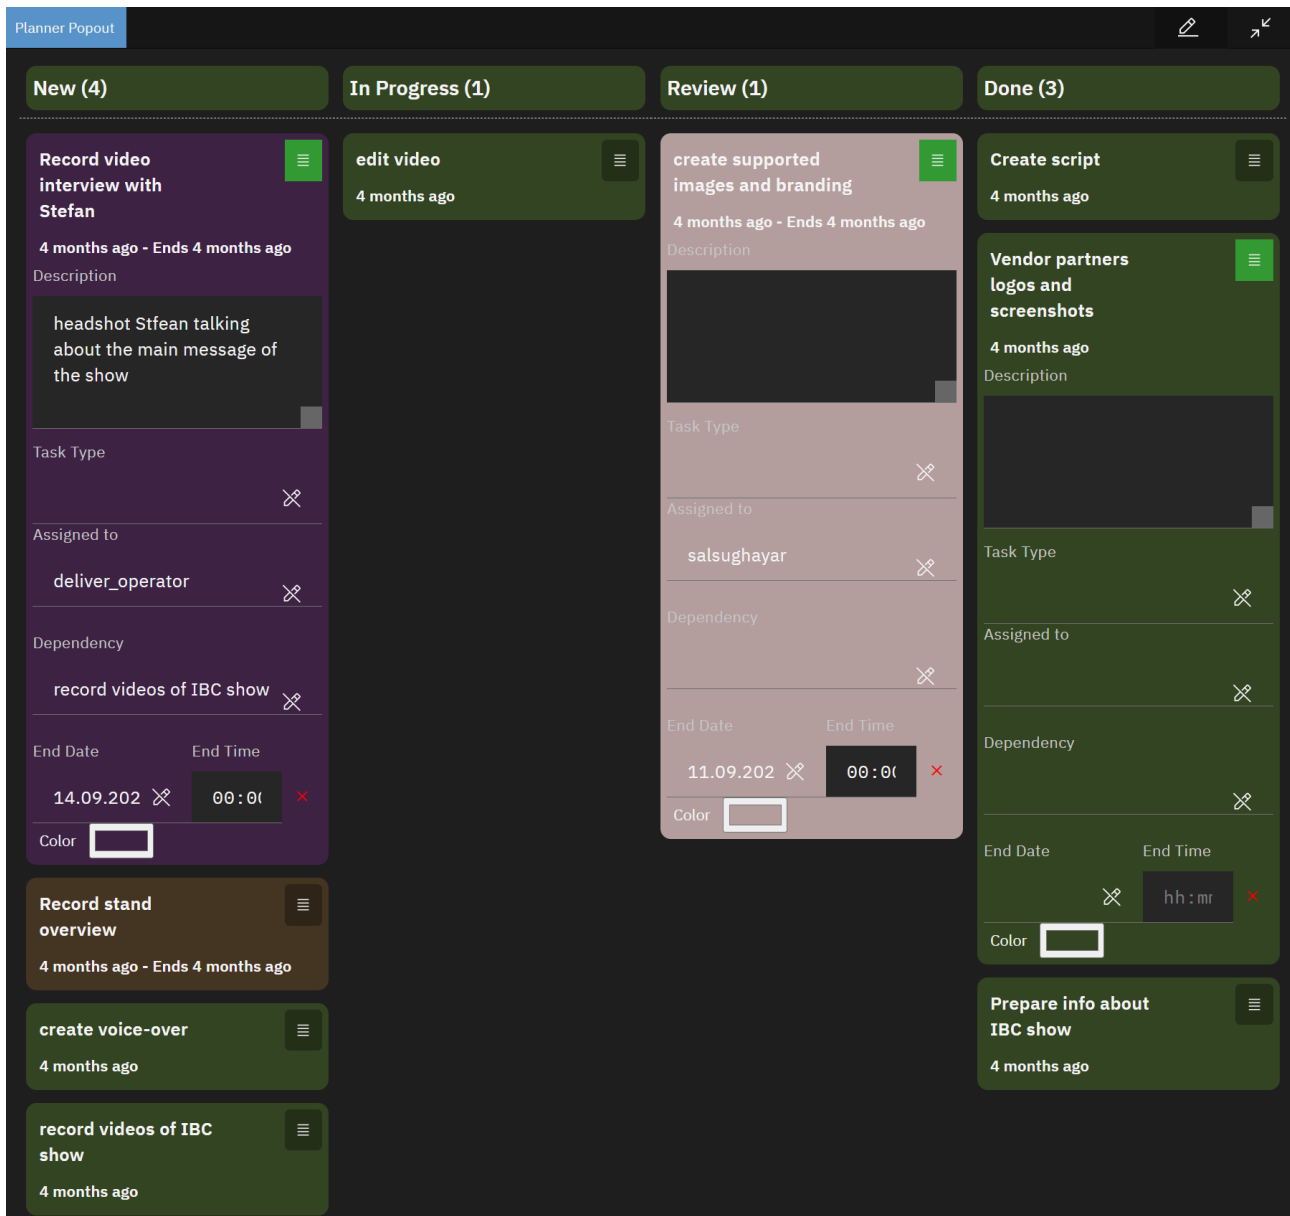 Planner Popout
New (4)
Record video
interview with
Stefan
4 months ago - Ends 4 months ago
Description
headshot Stfean talking
about the main message of
the show
Task Type
Assigned to
deliver_operator
Dependency
record videos of IBC show
End Date End Time
14.09.202 00:0
Color
Record stand
overview
4 months ago - Ends 4 months ago
create voice-over
4 months ago
record videos of IBC
show
4 months ago
In Progress (1)
edit video
4 months ago
Review (1)
create supported
images and branding
4 months ago - Ends 4 months ago
Description
Task Type
Assigned to
salsughayar
Dependency
End Date End Time
11.09.202 00:0
Color
Done (3)
Create script
4 months ago
Vendor partners
logos and
screenshots
4 months ago
Description
Task Type
Assigned to
Dependency
End Date End Time
hh:m
Color
Prepare info about
IBC show
4 months ago